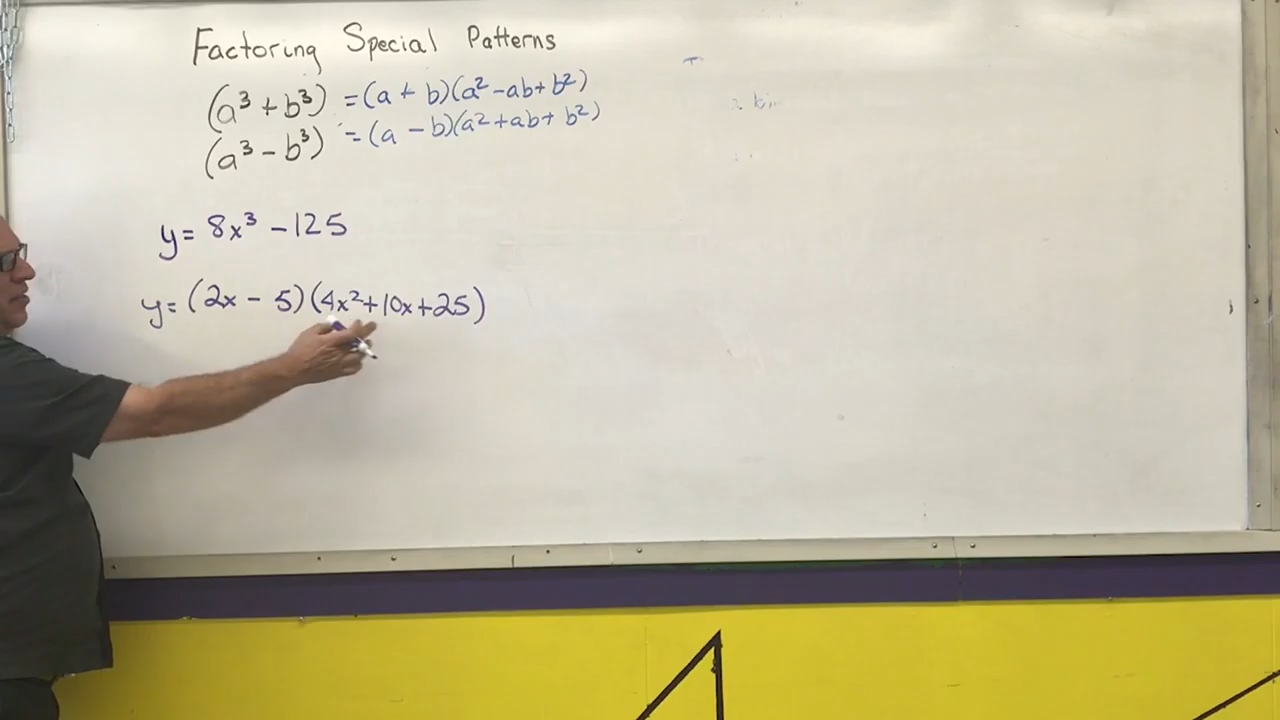 Factoring Special Patterns
(a³ + b³) = (a + b)(a² - ab + b²)
(a³ - b³) = (a - b)(a² + ab + b²)
y = 8x³ - 125
y = (2x - 5)(4x² + 10x + 25)